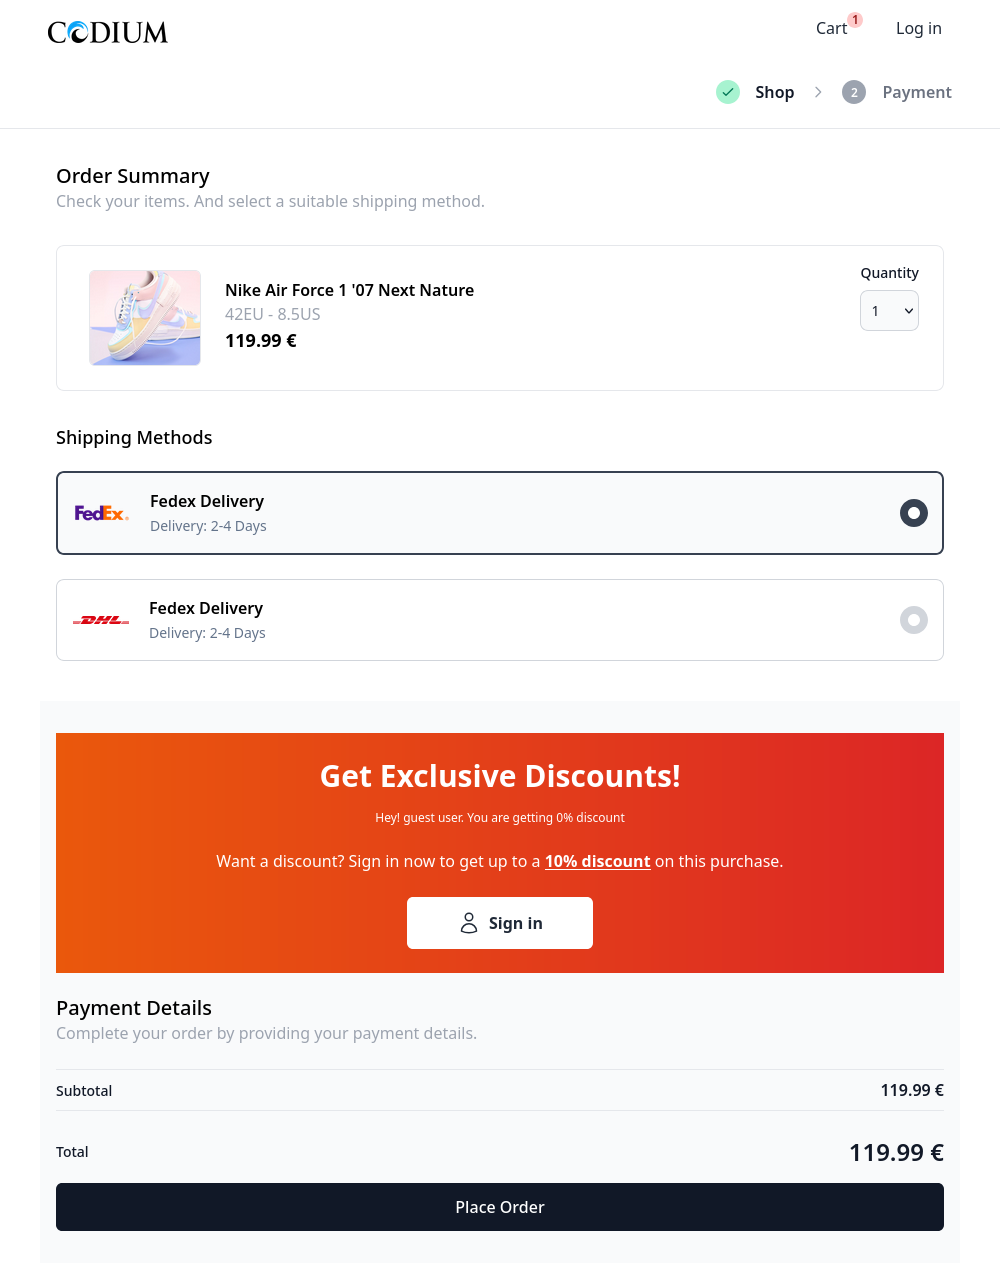 CODIUM
Cart 1
Log in
Shop
2 Payment
Order Summary
Check your items. And select a suitable shipping method.
Nike Air Force 1 '07 Next Nature
42EU - 8.5US
119.99 €
Quantity
1
Shipping Methods
FedEx
Fedex Delivery
Delivery: 2-4 Days
DHL
Fedex Delivery
Delivery: 2-4 Days
Get Exclusive Discounts!
Hey! guest user. You are getting 0% discount
Want a discount? Sign in now to get up to a 10% discount on this purchase.
Sign in
Payment Details
Complete your order by providing your payment details.
Subtotal 119.99 €
Total 119.99 €
Place Order